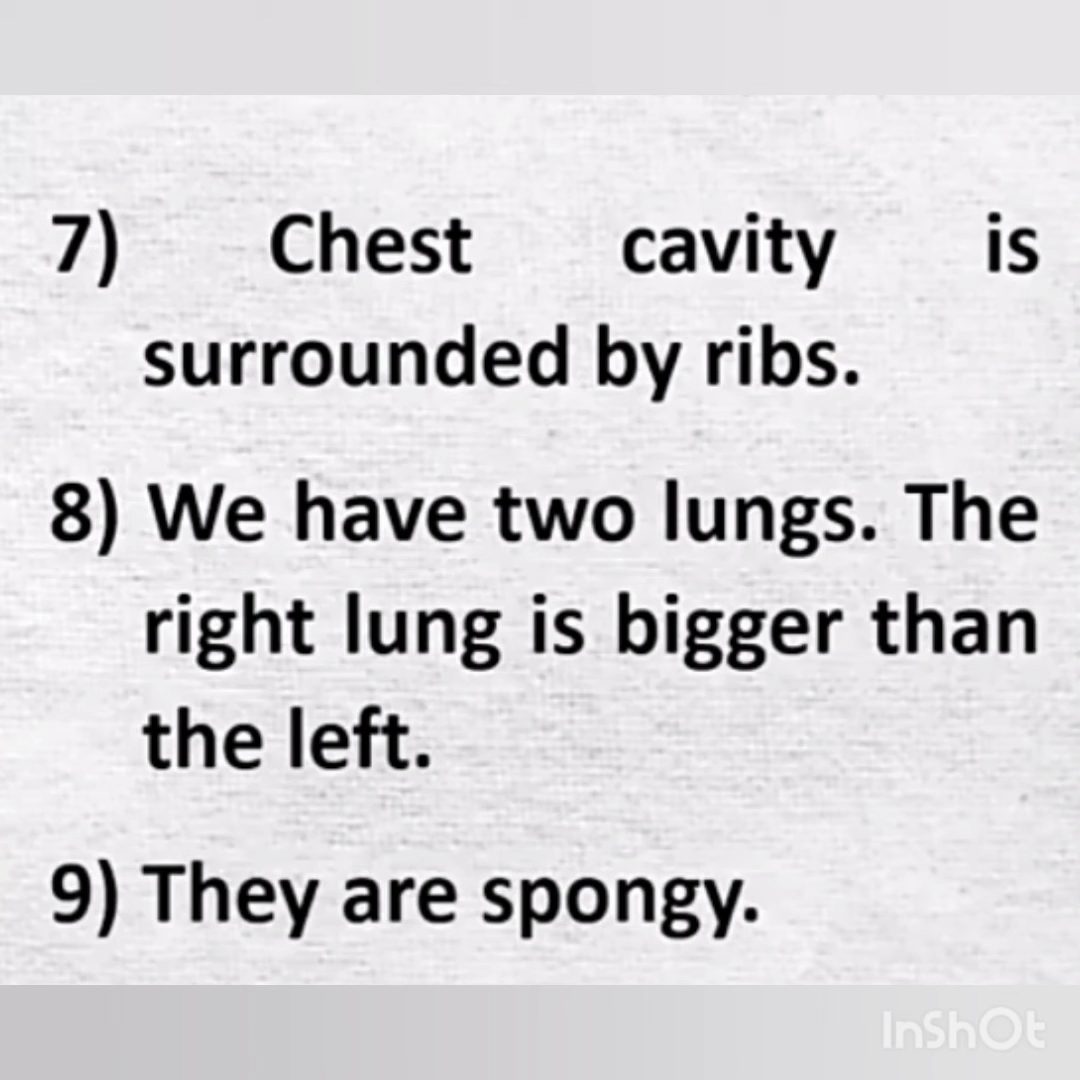 7) Chest cavity is
surrounded by ribs.
8) We have two lungs. The
right lung is bigger than
the left.
9) They are spongy.
InShOt